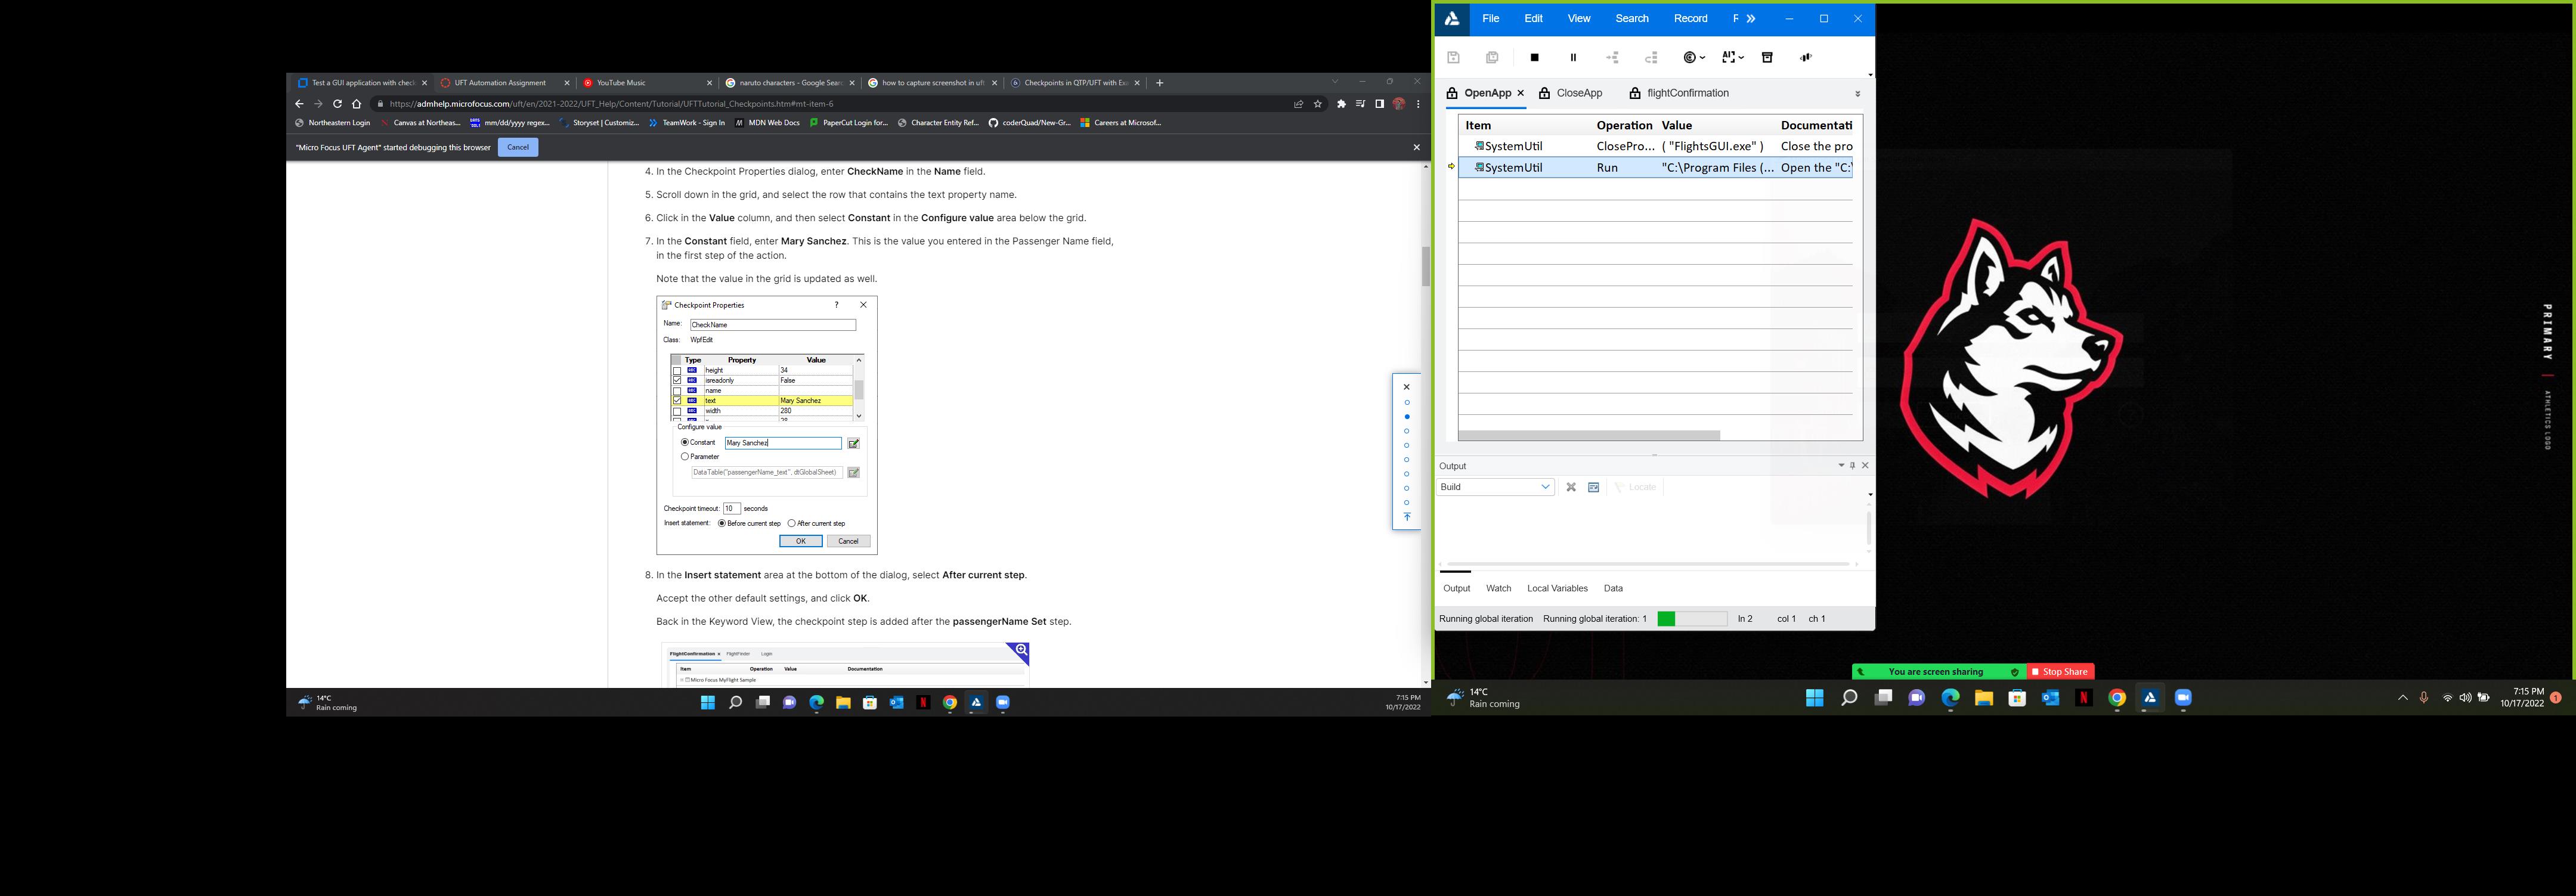 Test a GUI application with check
UFT Automation Assignment
YouTube Music
naruto characters - Google Sear
how to capture screenshot in uft
Checkpoints in QTP/UFT with Exa
https://admhelp.microfocus.com/uft/en/2021-2022/UFT_Help/Content/Tutorial/UFTTutorial_Checkpoints.htm#mt-item-6
Northeastern Login
Canvas at Northeas...
mm/dd/yyyy regex...
Storyset | Customiz...
TeamWork - Sign In
MDN Web Docs
PaperCut Login for...
Character Entity Ref...
coderQuad/New-Gr...
Careers at Microsof...
"Micro Focus UFT Agent" started debugging this browser
Cancel
4. In the Checkpoint Properties dialog, enter CheckName in the Name field.
5. Scroll down in the grid, and select the row that contains the text property name.
6. Click in the Value column, and then select Constant in the Configure value area below the grid.
7. In the Constant field, enter Mary Sanchez. This is the value you entered in the Passenger Name field,
in the first step of the action.
Note that the value in the grid is updated as well.
Checkpoint Properties
?
Name: CheckName
Class: WpfEdit
Type Property Value
height 34
isreadonly False
name
text Mary Sanchez
width 280
Configure value
Constant Mary Sanchez
Parameter
DataTable("passengerName_text", dtGlobalSheet)
Checkpoint timeout: 10 seconds
Insert statement: Before current step After current step
OK Cancel
8. In the Insert statement area at the bottom of the dialog, select After current step.
Accept the other default settings, and click OK.
Back in the Keyword View, the checkpoint step is added after the passengerName Set step.
FlightConfirmation x FlightFinder Login
Item Operation Value Documentation
Micro Focus MyFlight Sample
14°C
Rain coming
7:15 PM
10/17/2022
File Edit View Search Record F
OpenApp CloseApp flightConfirmation
Item Operation Value Documentati
SystemUtil ClosePro... ( "FlightsGUI.exe" ) Close the pro
SystemUtil Run "C:\Program Files (... Open the "C:\
Output
Build
Locate
Output Watch Local Variables Data
Running global iteration Running global iteration: 1 ln 2 col 1 ch 1
PRIMARY
ATHLETICS LOGO
You are screen sharing
Stop Share
14°C
Rain coming
7:15 PM
10/17/2022
1